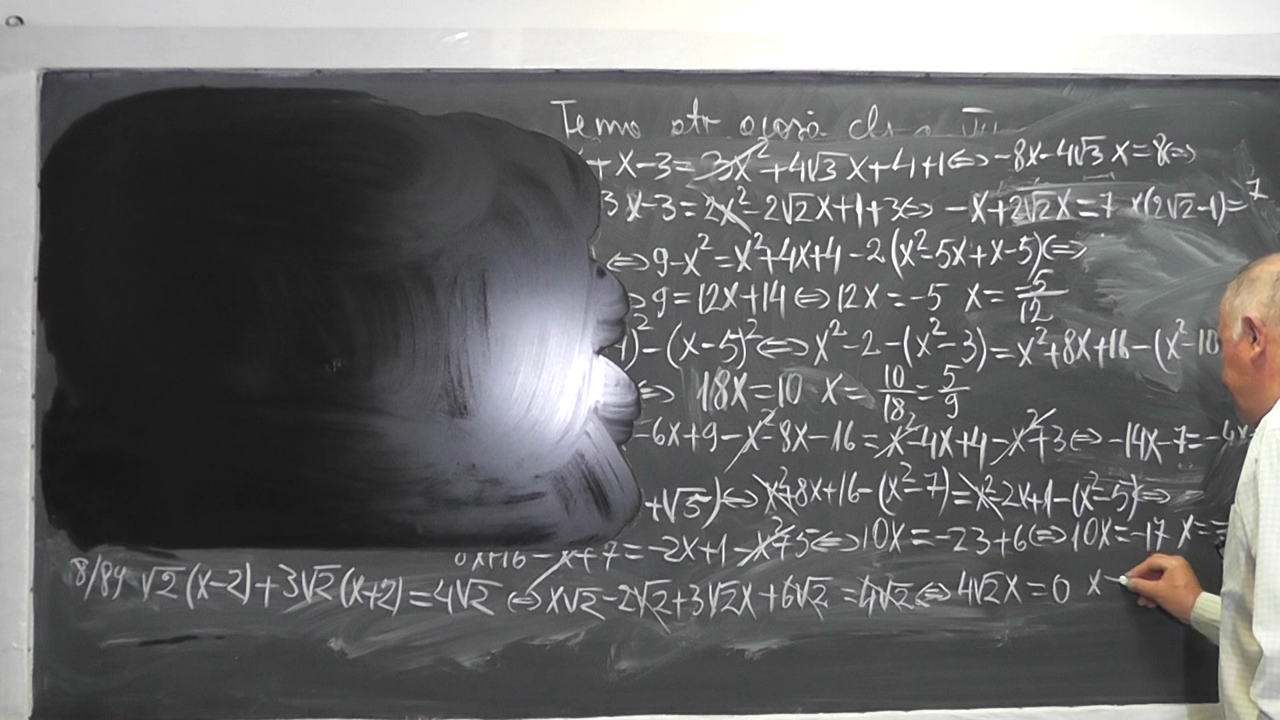 Temă
+ x - 3 = 3x² + 4√3 x + 4 + 1 ⇔ -8x - 4√3 x = 8 ⇔
3x - 3 = 2x² - 2√2x + 1 + 3 ⇔ -x + 2√2x = 7 x(2√2 - 1) = 7
⇔ 9 - x² = x² + 4x + 4 - 2(x² - 5x + x - 5) ⇔
9 = 12x + 14 ⇔ 12x = -5 x = -5/12
)² - (x - 5)² ⇔ x² - 2 - (x² - 3) = x² + 8x + 16 - (x² - 10
⇔ 18x = 10 x = 10/18 = 5/9
-6x + 9 - x² - 8x - 16 = x² - 4x + 4 - x² + 3 ⇔ -14x - 7 = -4x
+ √5) ⇔ x² + 8x + 16 - (x² - 7) = x² - 2x + 1 - (x² - 5) ⇔
x + 16 - x + 7 = -2x + 1 - x² + 5 ⇔ 10x = -23 + 6 ⇔ 10x = -17 x = -
8/84 √2(x - 2) + 3√2(x + 2) = 4√2 ⇔ x√2 - 2√2 + 3√2x + 6√2 = 4√2 ⇔ 4√2x = 0 x -